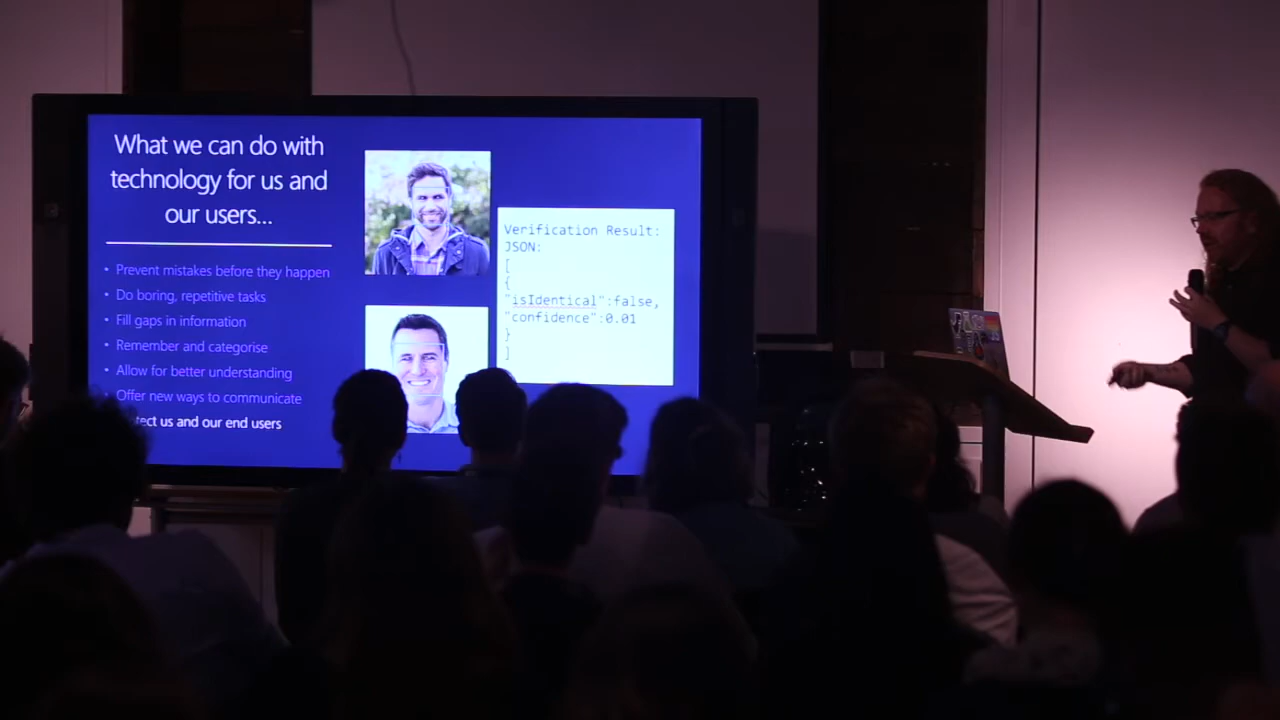 What we can do with
technology for us and
our users...
• Prevent mistakes before they happen
• Do boring, repetitive tasks
• Fill gaps in information
• Remember and categorise
• Allow for better understanding
• Offer new ways to communicate
tect us and our end users
Verification Result:
JSON:
[
{
"isIdentical":false,
"confidence":0.01
}
]